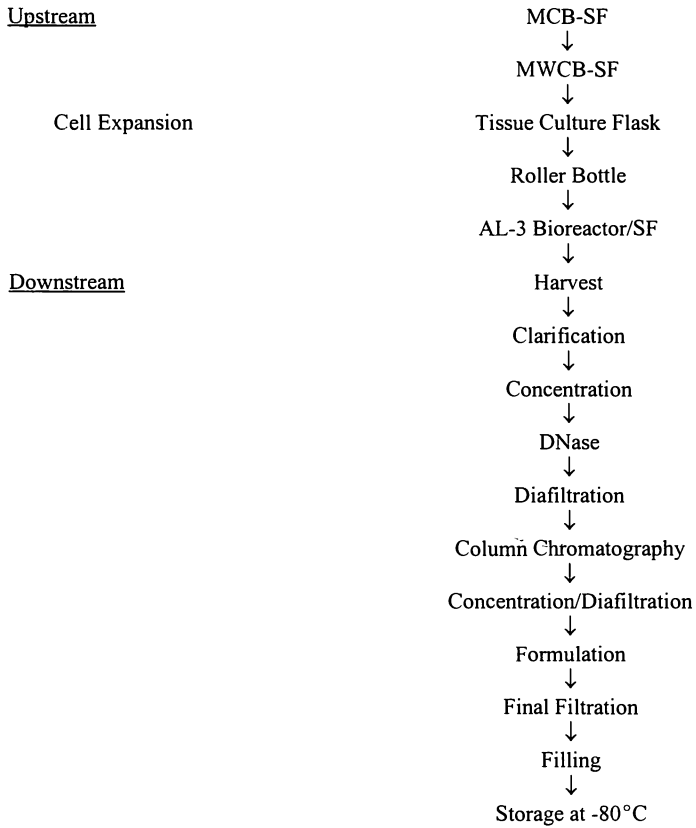 Upstream MCB-SF
↓
MWCB-SF
↓
Cell Expansion Tissue Culture Flask
↓
Roller Bottle
↓
AL-3 Bioreactor/SF
↓
Downstream Harvest
↓
Clarification
↓
Concentration
↓
DNase
↓
Diafiltration
↓
Column Chromatography
↓
Concentration/Diafiltration
↓
Formulation
↓
Final Filtration
↓
Filling
↓
Storage at -80°C